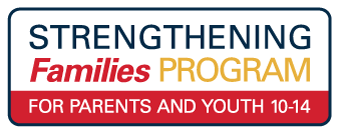 STRENGTHENING
Families PROGRAM
FOR PARENTS AND YOUTH 10-14